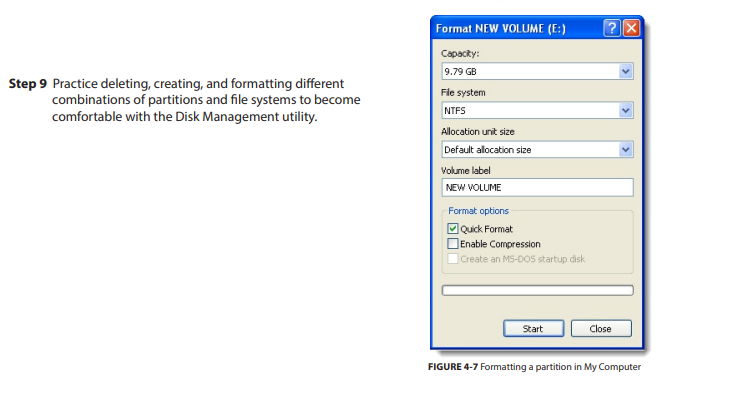 Step 9 Practice deleting, creating, and formatting different
combinations of partitions and file systems to become
comfortable with the Disk Management utility.
Format NEW VOLUME (E:)
Capacity:
9.79 GB
File system
NTFS
Allocation unit size
Default allocation size
Volume label
NEW VOLUME
Format options
Quick Format
Enable Compression
Create an MS-DOS startup disk
Start Close
FIGURE 4-7 Formatting a partition in My Computer